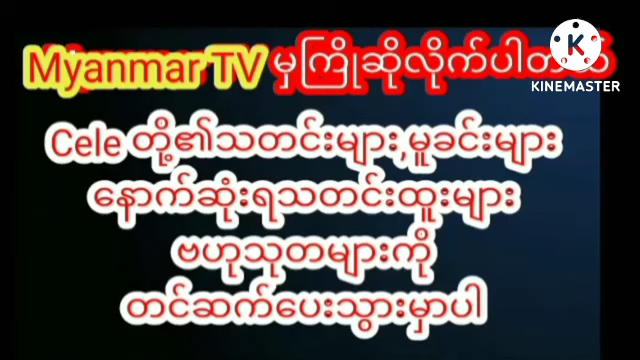 Myanmar TV မှကြိုဆိုလိုက်ပါတယ်
KINEMASTER
Cele တို့၏သတင်းများ,မူခင်းများ
နောက်ဆုံးရသတင်းထူးများ
ဗဟုသုတများကို
တင်ဆက်ပေးသွားမှာပါ